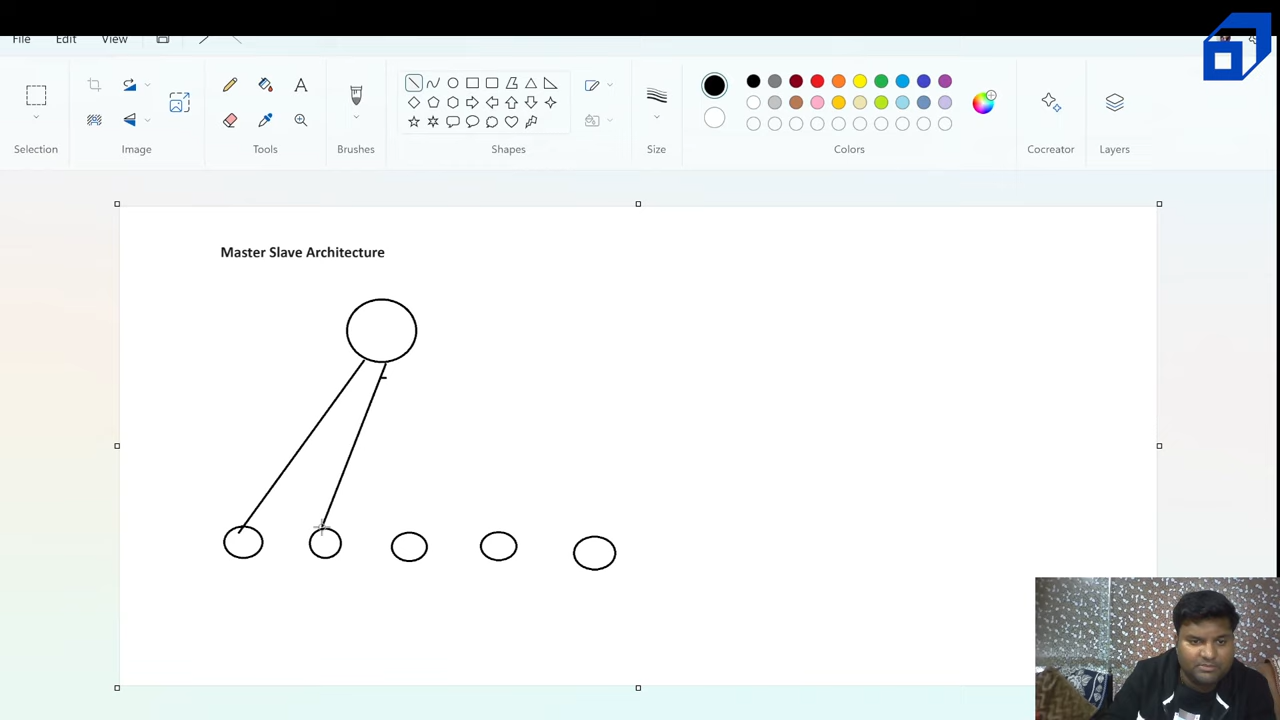 File Edit View
Selection Image Tools Brushes Shapes Size Colors Cocreator Layers
Master Slave Architecture